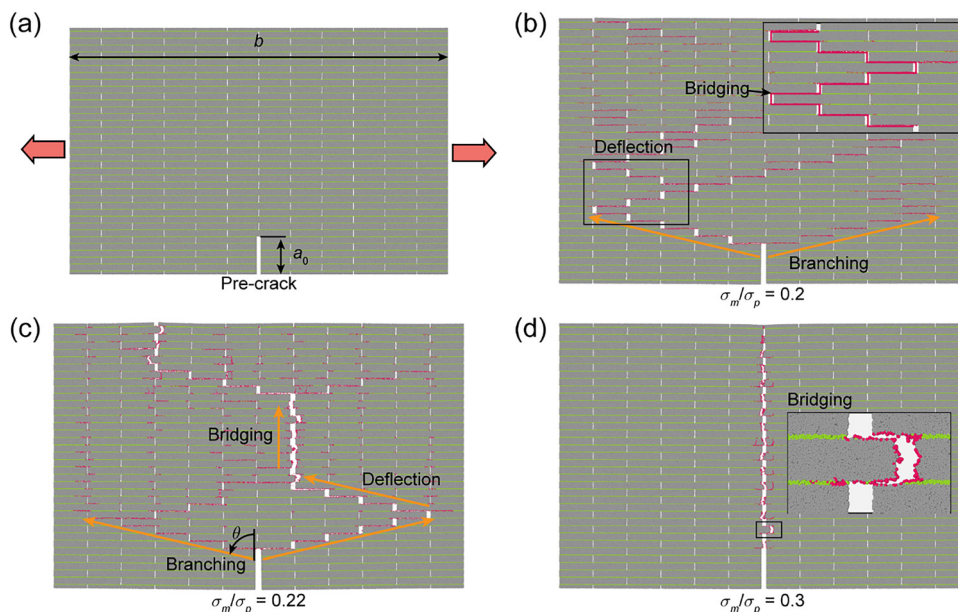 (a)
b
a0
Pre-crack
(b)
Bridging
Deflection
Branching
σm/σp = 0.2
(c)
Bridging
Deflection
θ
Branching
σm/σp = 0.22
(d)
Bridging
σm/σp = 0.3